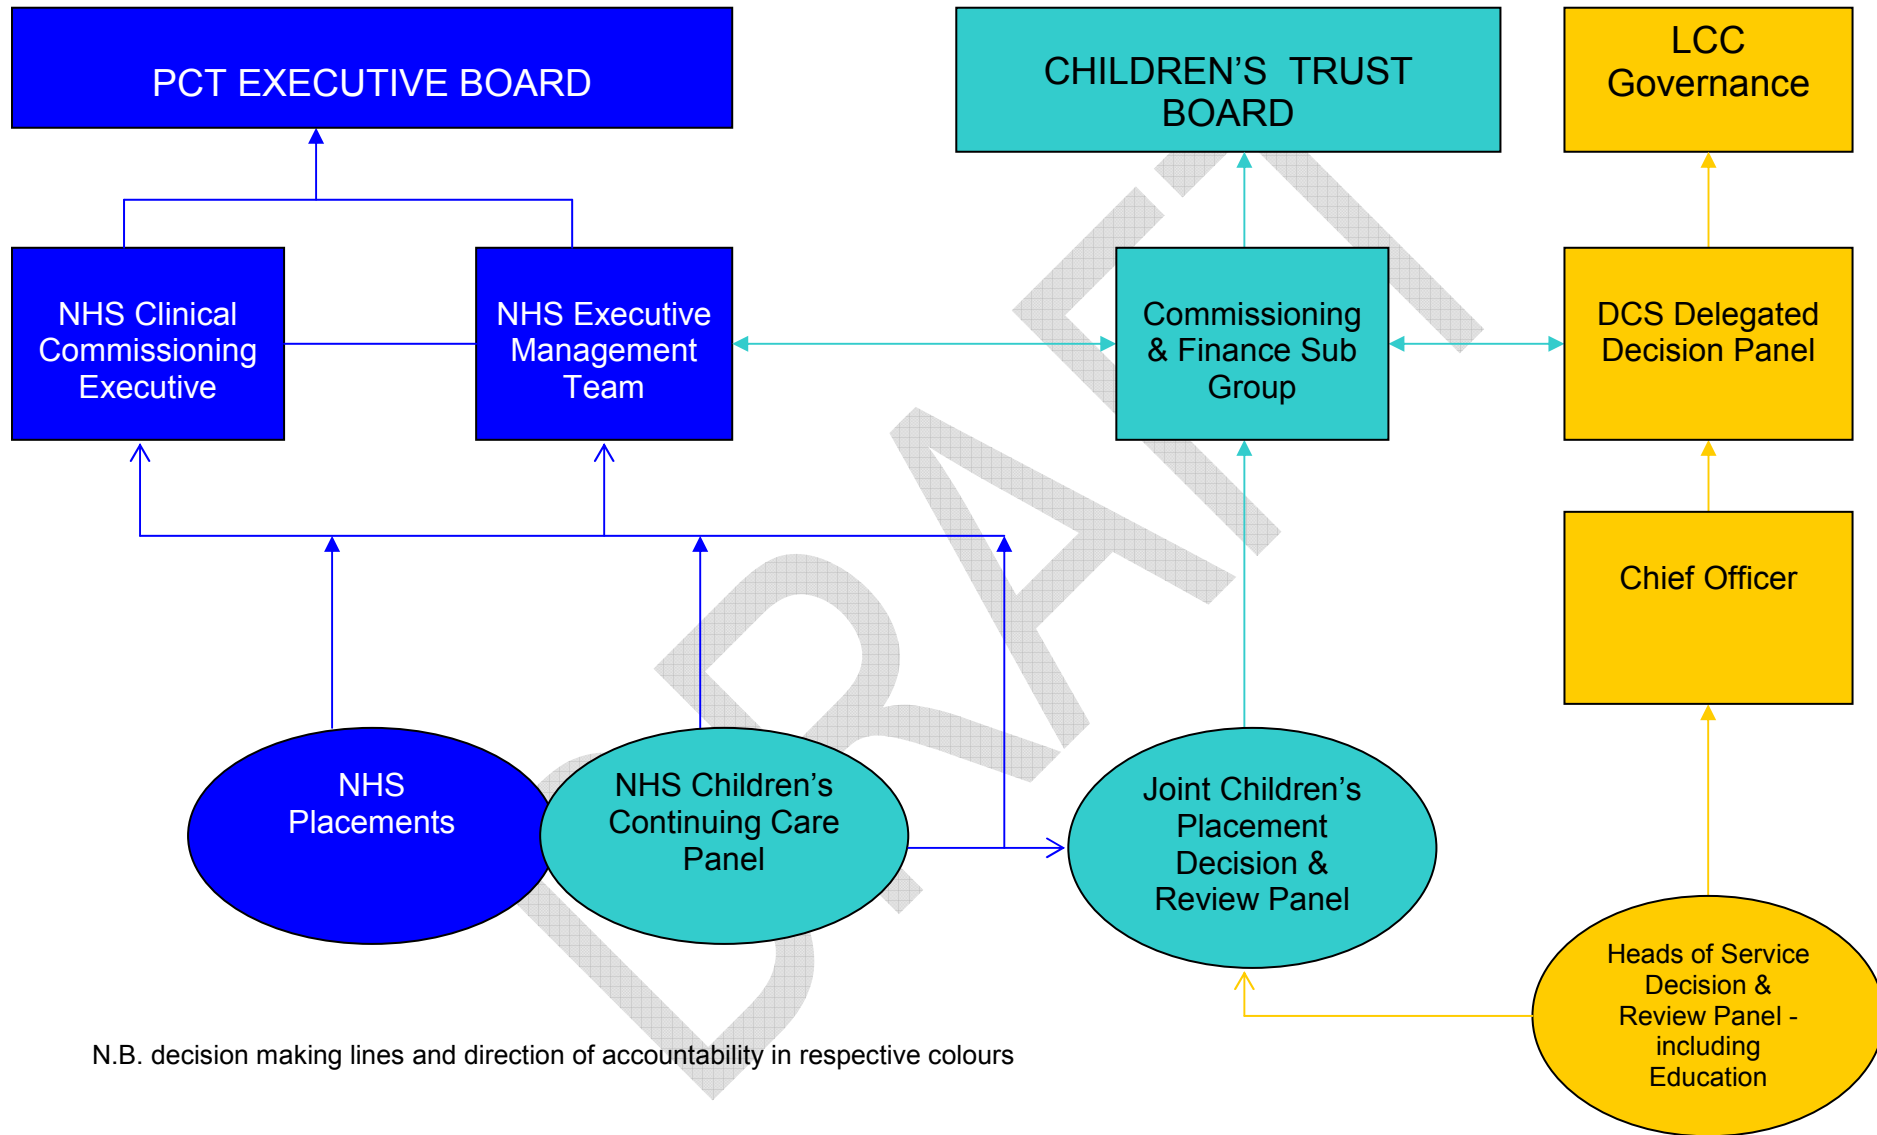 PCT EXECUTIVE BOARD
CHILDREN’S TRUST
BOARD
LCC
Governance
NHS Clinical
Commissioning
Executive
NHS Executive
Management
Team
Commissioning
& Finance Sub
Group
DCS Delegated
Decision Panel
Chief Officer
NHS
Placements
NHS Children’s
Continuing Care
Panel
Joint Children’s
Placement
Decision &
Review Panel
Heads of Service
Decision &
Review Panel -
including
Education
N.B. decision making lines and direction of accountability in respective colours
DRAFT